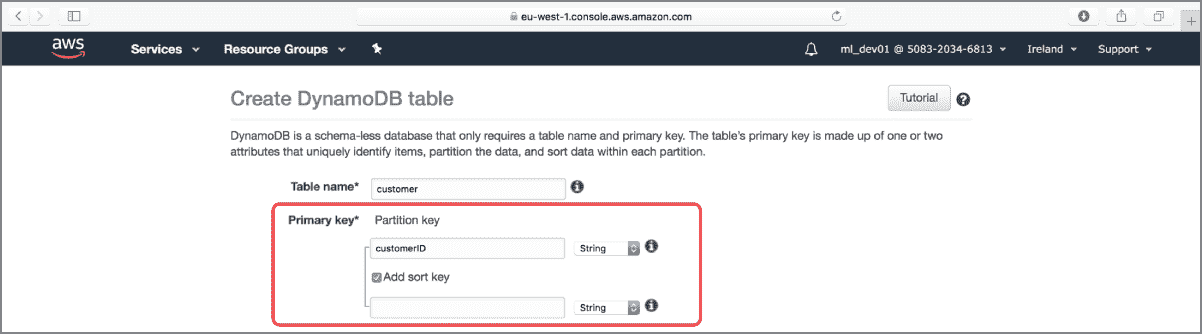 eu-west-1.console.aws.amazon.com
aws Services Resource Groups ml_dev01 @ 5083-2034-6813 Ireland Support
Create DynamoDB table Tutorial ?
DynamoDB is a schema-less database that only requires a table name and primary key. The table's primary key is made up of one or two
attributes that uniquely identify items, partition the data, and sort data within each partition.
Table name* customer
Primary key* Partition key
customerID String
Add sort key
String